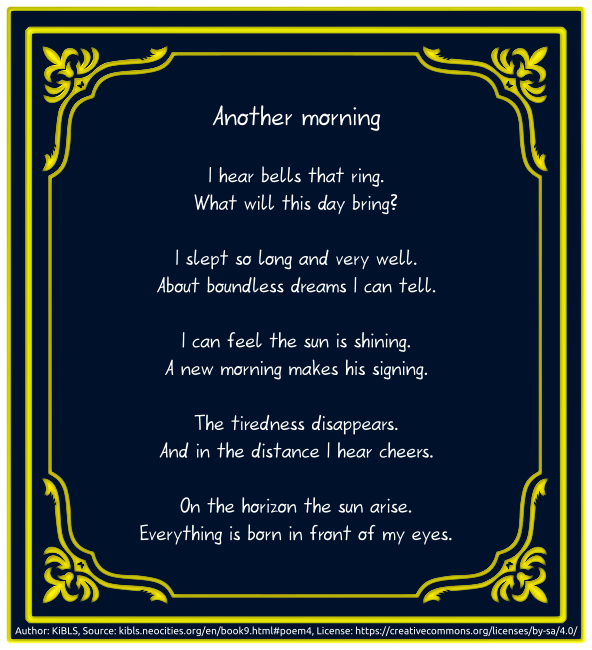 Another morning
I hear bells that ring.
What will this day bring?
I slept so long and very well.
About boundless dreams I can tell.
I can feel the sun is shining.
A new morning makes his signing.
The tiredness disappears.
And in the distance I hear cheers.
On the horizon the sun arise.
Everything is born in front of my eyes.
Author: KiBLS, Source: kibls.neocities.org/en/book9.html#poem4, License: https://creativecommons.org/licenses/by-sa/4.0/